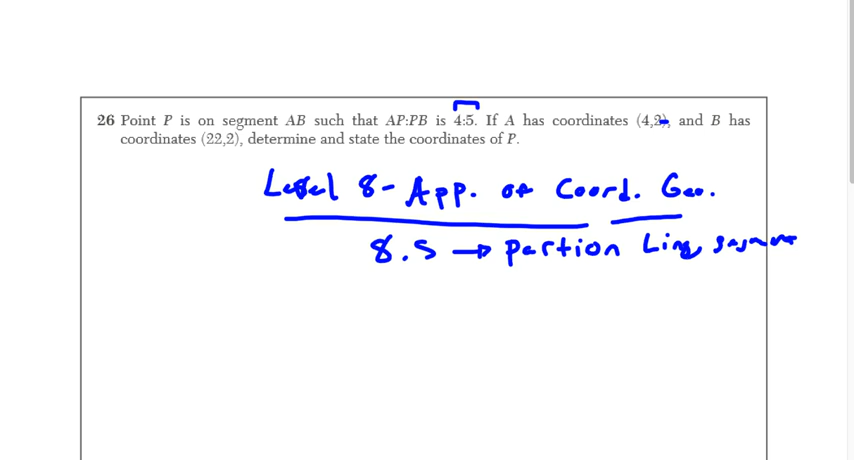 26 Point P is on segment AB such that AP:PB is 4:5. If A has coordinates (4,2), and B has
coordinates (22,2), determine and state the coordinates of P.
Level 8- App. of Coord. Geo.
8.5 → Partion Line segment